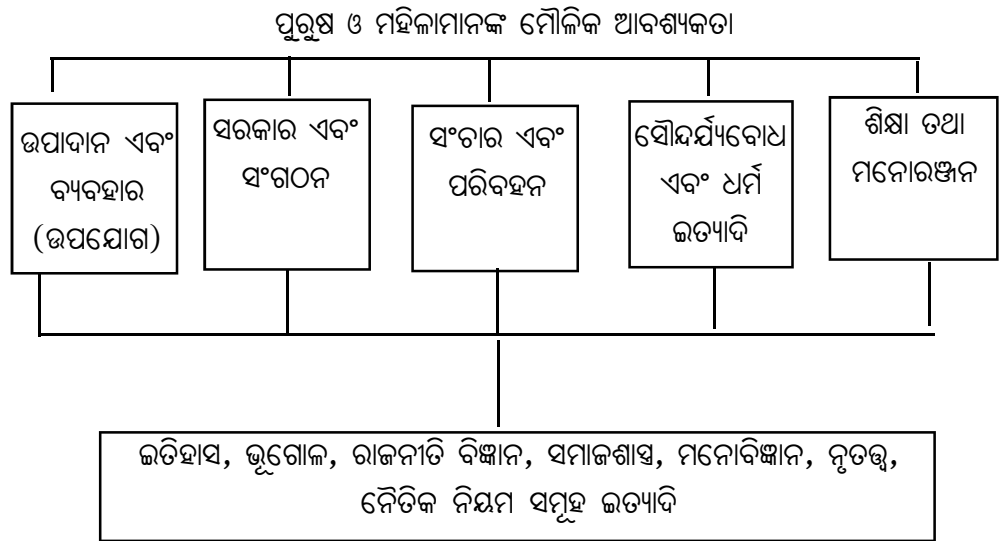 ପୁରୁଷ ଓ ମହିଳାମାନଙ୍କ ମୌଳିକ ଆବଶ୍ୟକତା
ଉପାଦାନ ଏବଂ
ବ୍ୟବହାର
(ଉପଯୋଗ)
ସରକାର ଏବଂ
ସଂଗଠନ
ସଂଚାର ଏବଂ
ପରିବହନ
ସୌନ୍ଦର୍ଯ୍ୟବୋଧ
ଏବଂ ଧର୍ମ
ଇତ୍ୟାଦି
ଶିକ୍ଷା ତଥା
ମନୋରଞ୍ଜନ
ଇତିହାସ, ଭୂଗୋଳ, ରାଜନୀତି ବିଜ୍ଞାନ, ସମାଜଶାସ୍ତ୍ର, ମନୋବିଜ୍ଞାନ, ନୃତତ୍ତ୍ୱ,
ନୈତିକ ନିୟମ ସମୂହ ଇତ୍ୟାଦି